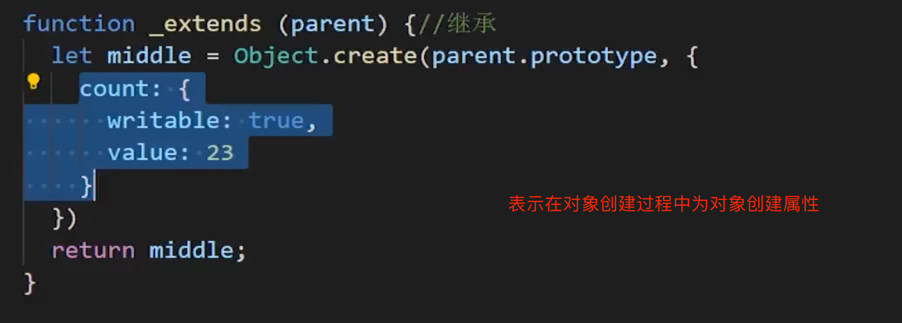 function _extends (parent) {//继承
let middle = Object.create(parent.prototype, {
count: {
writable: true,
value: 23
}
表示在对象创建过程中为对象创建属性
})
return middle;
}